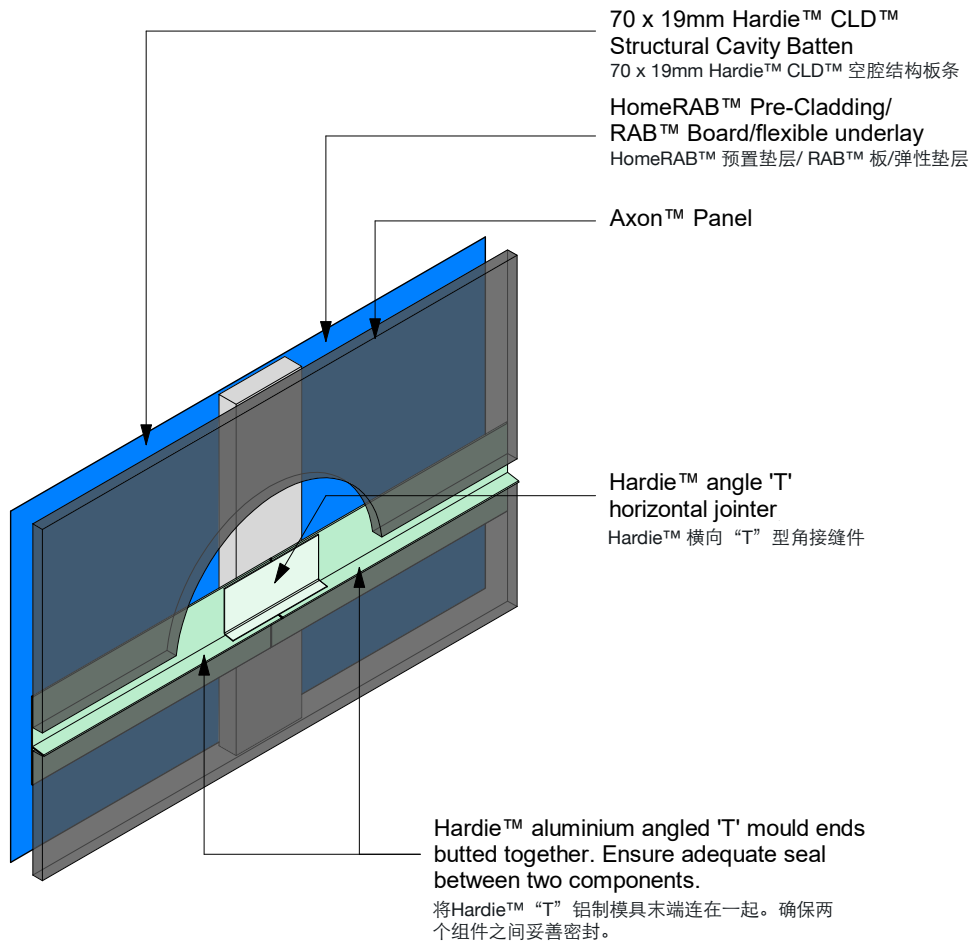 70 x 19mm Hardie™ CLD™
Structural Cavity Batten
70 x 19mm Hardie™ CLD™ 空腔结构板条
HomeRAB™ Pre-Cladding/
RAB™ Board/flexible underlay
HomeRAB™ 预置垫层/ RAB™ 板/弹性垫层
Axon™ Panel
Hardie™ angle 'T'
horizontal jointer
Hardie™ 横向“T”型角接缝件
Hardie™ aluminium angled 'T' mould ends
butted together. Ensure adequate seal
between two components.
将Hardie™“T”铝制模具末端连在一起。确保两
个组件之间妥善密封。